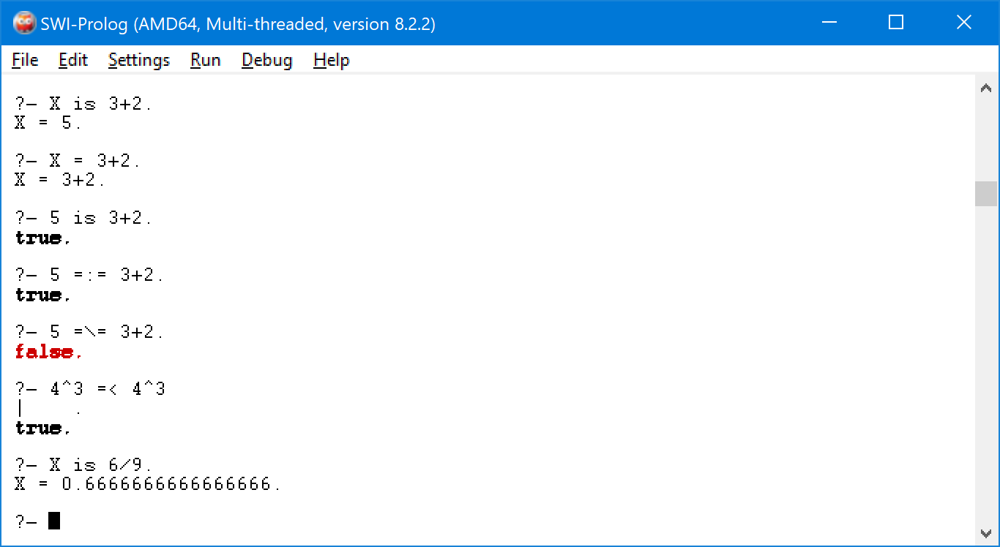 SWI-Prolog (AMD64, Multi-threaded, version 8.2.2)
File Edit Settings Run Debug Help
?- X is 3+2.
X = 5.
?- X = 3+2.
X = 3+2.
?- 5 is 3+2.
true.
?- 5 =:= 3+2.
true.
?- 5 =\= 3+2.
false.
?- 4^3 =< 4^3
|    .
true.
?- X is 6/9.
X = 0.6666666666666666.
?-